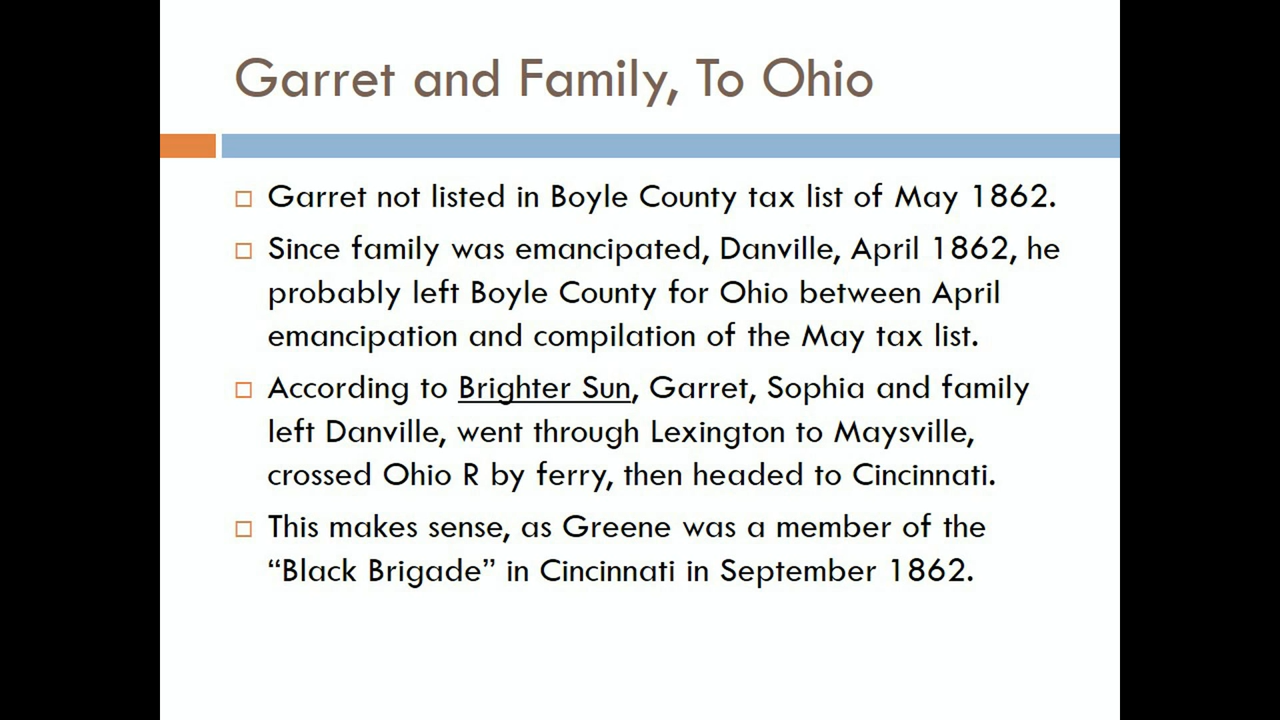 Garret and Family, To Ohio
Garret not listed in Boyle County tax list of May 1862.
Since family was emancipated, Danville, April 1862, he
probably left Boyle County for Ohio between April
emancipation and compilation of the May tax list.
According to Brighter Sun, Garret, Sophia and family
left Danville, went through Lexington to Maysville,
crossed Ohio R by ferry, then headed to Cincinnati.
This makes sense, as Greene was a member of the
“Black Brigade” in Cincinnati in September 1862.